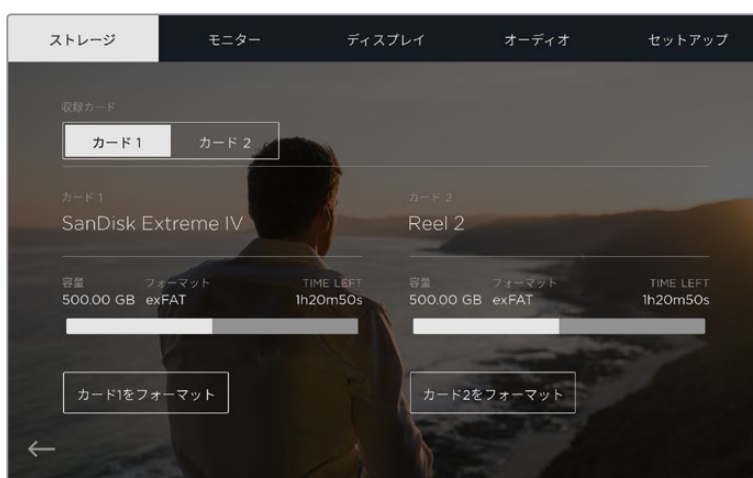 ストレージ モニター ディスプレイ オーディオ セットアップ
収録カード
カード 1 カード 2
カード 1 カード 2
SanDisk Extreme IV Reel 2
容量 フォーマット TIME LEFT 容量 フォーマット TIME LEFT
500.00 GB exFAT 1h20m50s 500.00 GB exFAT 1h20m50s
カード1をフォーマット カード2をフォーマット